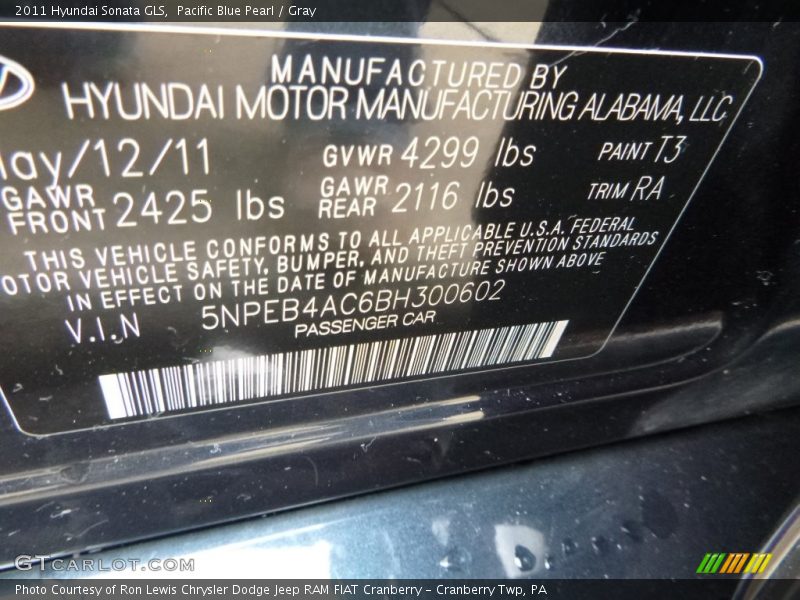 2011 Hyundai Sonata GLS, Pacific Blue Pearl / Gray
MANUFACTURED BY
HYUNDAI MOTOR MANUFACTURING ALABAMA, LLC
May/12/11 GVWR 4299 lbs PAINT T3
GAWR FRONT 2425 lbs GAWR REAR 2116 lbs TRIM RA
THIS VEHICLE CONFORMS TO ALL APPLICABLE U.S.A. FEDERAL
OTOR VEHICLE SAFETY, BUMPER, AND THEFT PREVENTION STANDARDS
IN EFFECT ON THE DATE OF MANUFACTURE SHOWN ABOVE
V.I.N 5NPEB4AC6BH300602
PASSENGER CAR
GTCARLOT.COM
Photo Courtesy of Ron Lewis Chrysler Dodge Jeep RAM FIAT Cranberry - Cranberry Twp, PA